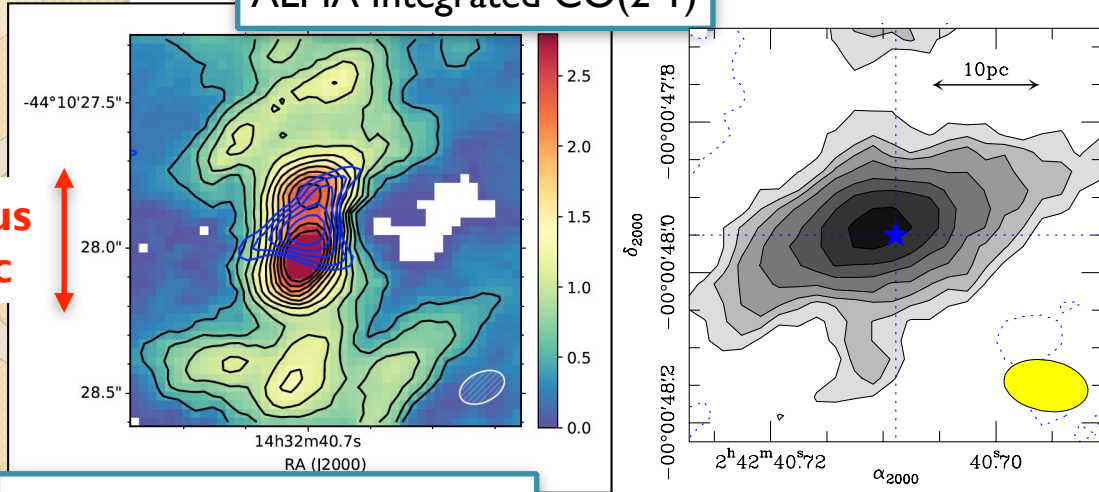 ALMA integrated CO(2-1)
-44°10'27.5"
28.0"
28.5"
14h32m40.7s
RA (J2000)
2.5
2.0
1.5
1.0
0.5
0.0
us
c
10pc
−00°00'47"8
−00°00'48"0
−00°00'48"2
δ2000
2h42m40s.72
40s.70
α2000